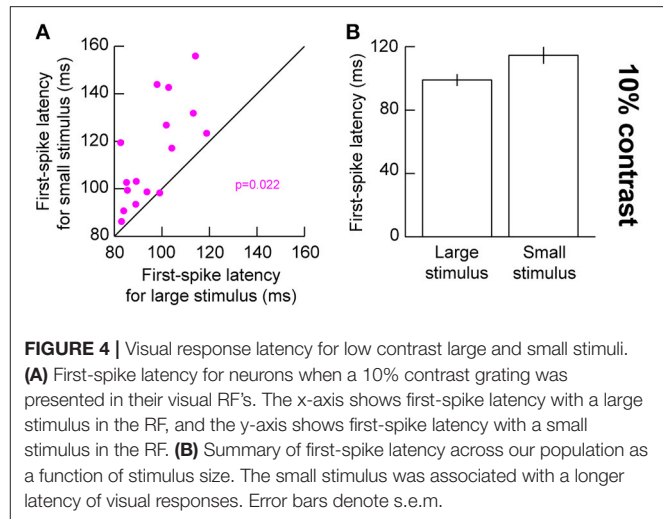 A
B
160
140
120
100
80
First-spike latency
for small stimulus (ms)
p=0.022
80 100 120 140 160
First-spike latency
for large stimulus (ms)
120
80
40
0
First-spike latency (ms)
Large
stimulus
Small
stimulus
10% contrast
FIGURE 4 | Visual response latency for low contrast large and small stimuli.
(A) First-spike latency for neurons when a 10% contrast grating was
presented in their visual RF's. The x-axis shows first-spike latency with a large
stimulus in the RF, and the y-axis shows first-spike latency with a small
stimulus in the RF. (B) Summary of first-spike latency across our population as
a function of stimulus size. The small stimulus was associated with a longer
latency of visual responses. Error bars denote s.e.m.